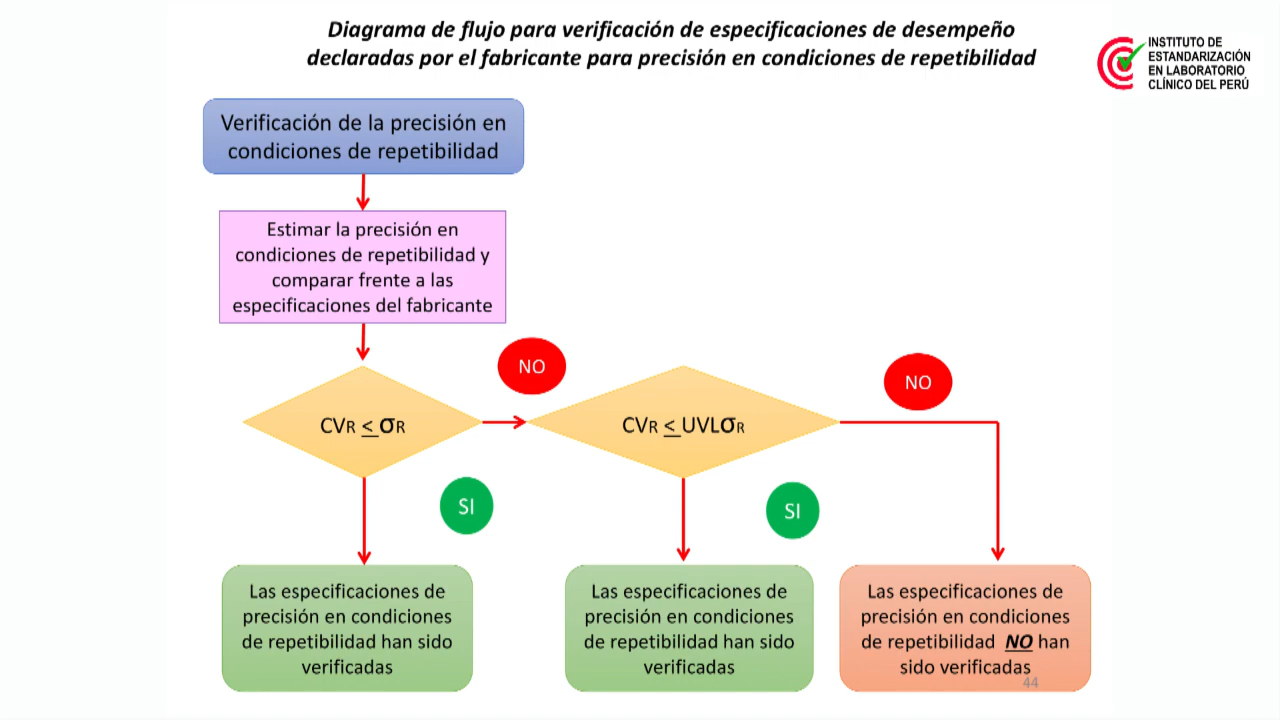 Diagrama de flujo para verificación de especificaciones de desempeño
declaradas por el fabricante para precisión en condiciones de repetibilidad
INSTITUTO DE
ESTANDARIZACIÓN
EN LABORATORIO
CLÍNICO DEL PERÚ
Verificación de la precisión en
condiciones de repetibilidad
Estimar la precisión en
condiciones de repetibilidad y
comparar frente a las
especificaciones del fabricante
NO
NO
CVR < σR
CVR < UVLσR
SI
SI
Las especificaciones de
precisión en condiciones
de repetibilidad han sido
verificadas
Las especificaciones de
precisión en condiciones
de repetibilidad han sido
verificadas
Las especificaciones de
precisión en condiciones
de repetibilidad NO han
sido verificadas
44